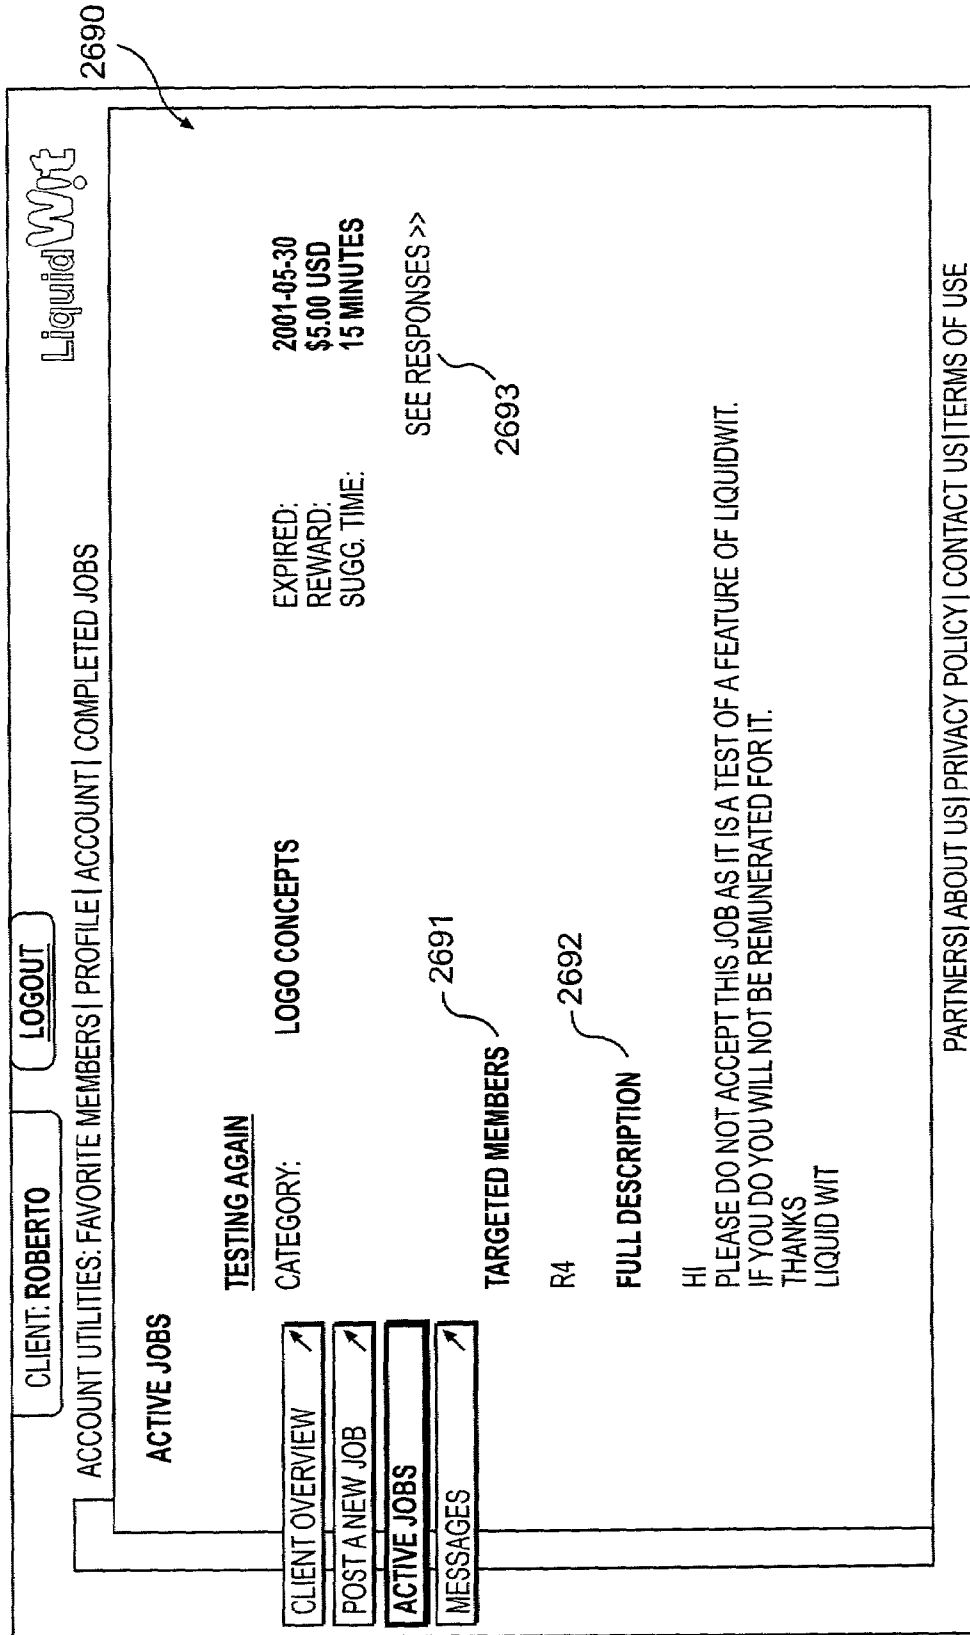 2690
CLIENT: ROBERTO
LOGOUT
LiquidWit
ACCOUNT UTILITIES: FAVORITE MEMBERS | PROFILE | ACCOUNT | COMPLETED JOBS
ACTIVE JOBS
TESTING AGAIN
CLIENT OVERVIEW
POST A NEW JOB
ACTIVE JOBS
MESSAGES
CATEGORY: LOGO CONCEPTS
EXPIRED: 2001-05-30
REWARD: $5.00 USD
SUGG. TIME: 15 MINUTES
SEE RESPONSES >>
2693
TARGETED MEMBERS
2691
R4
FULL DESCRIPTION
2692
HI
PLEASE DO NOT ACCEPT THIS JOB AS IT IS A TEST OF A FEATURE OF LIQUIDWIT.
IF YOU DO YOU WILL NOT BE REMUNERATED FOR IT.
THANKS
LIQUID WIT
PARTNERS | ABOUT US | PRIVACY POLICY | CONTACT US | TERMS OF USE